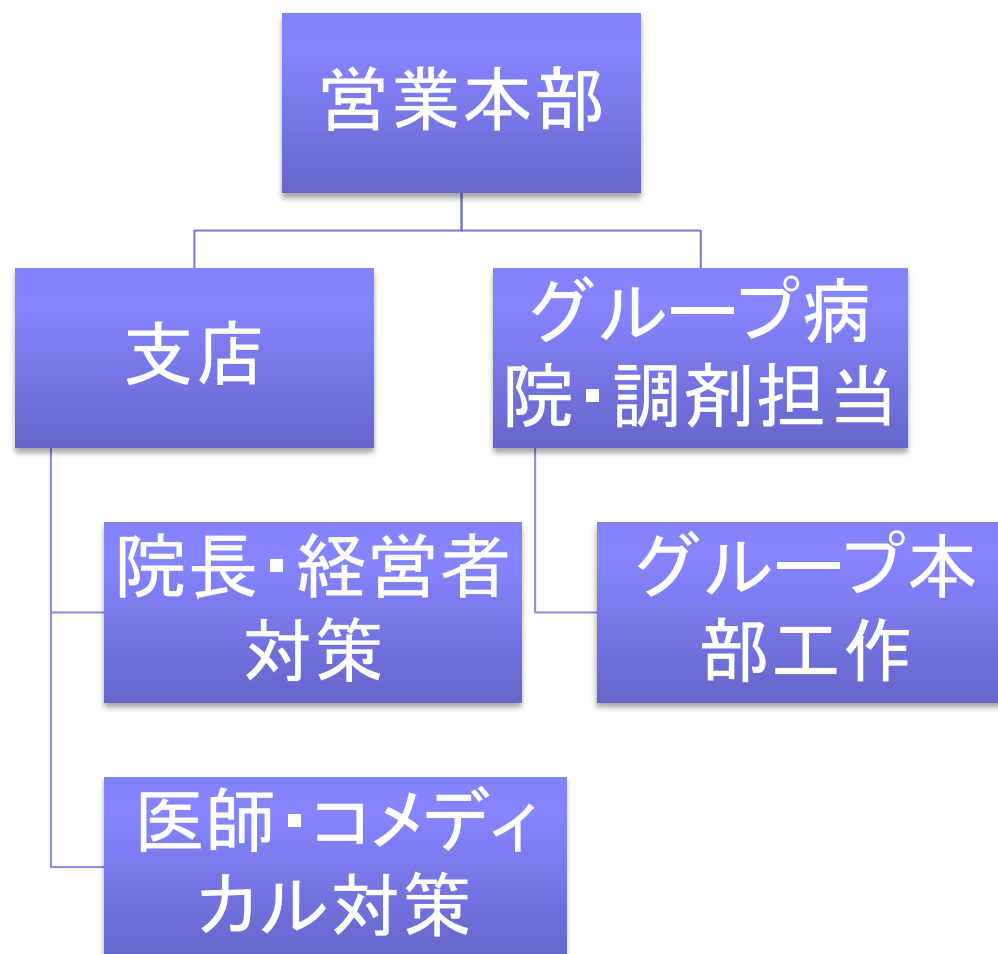 営業本部
支店
グループ病
院・調剤担当
院長・経営者
対策
グループ本
部工作
医師・コメディ
カル対策